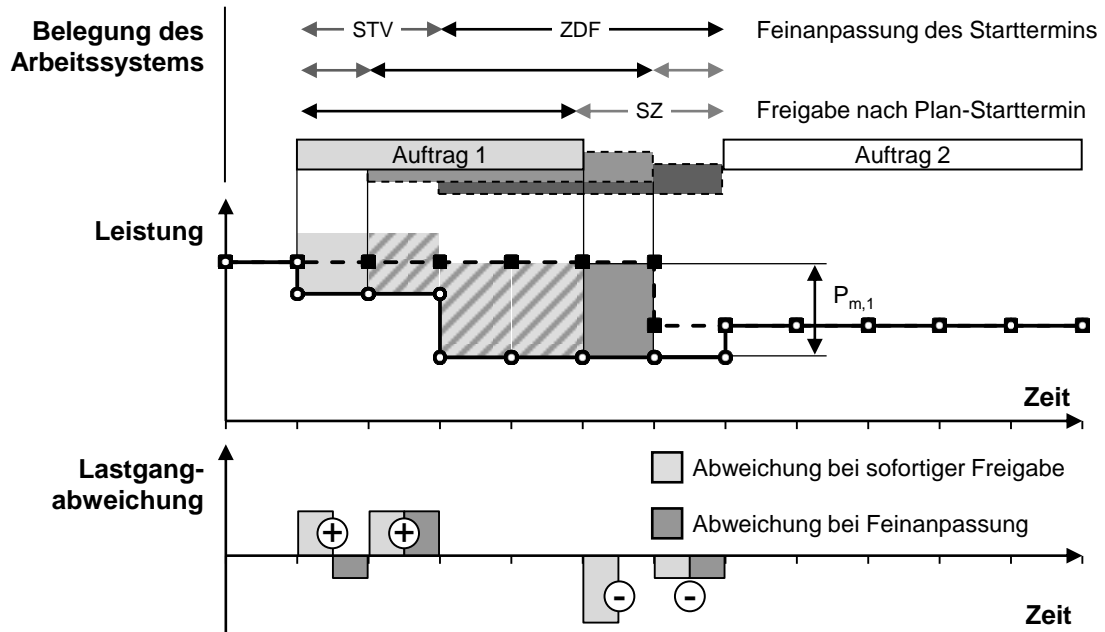 Belegung des
Arbeitssystems
STV
ZDF
Feinanpassung des Starttermins
SZ
Freigabe nach Plan-Starttermin
Auftrag 1
Auftrag 2
Leistung
Pm,1
Zeit
Lastgang-
abweichung
Abweichung bei sofortiger Freigabe
Abweichung bei Feinanpassung
+
+
-
-
Zeit